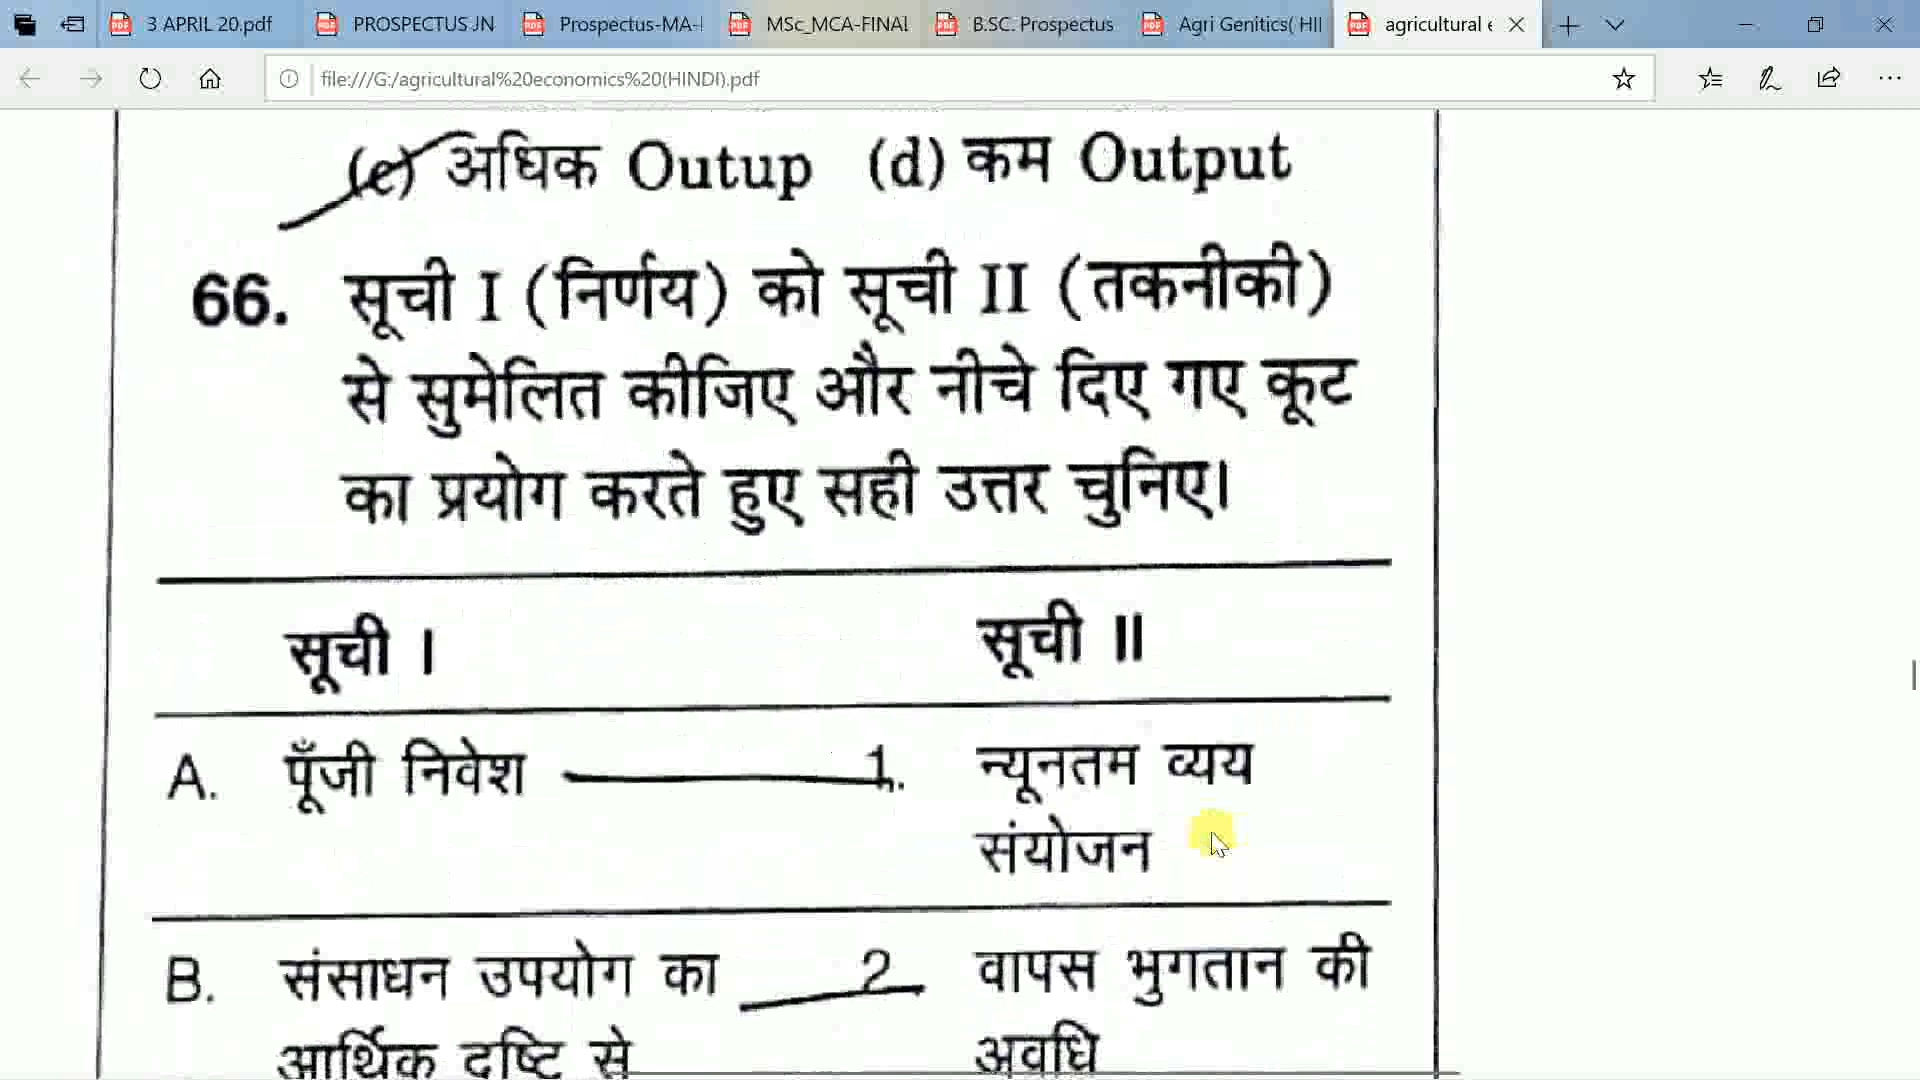 3 APRIL 20.pdf
PROSPECTUS JN
Prospectus-MA-I
MSc_MCA-FINAL
B.SC. Prospectus
Agri Genitics( HII
agricultural e
file:///G:/agricultural%20economics%20(HINDI).pdf
(c) अधिक Outup (d) कम Output
66. सूची I (निर्णय) को सूची II (तकनीकी)
से सुमेलित कीजिए और नीचे दिए गए कूट
का प्रयोग करते हुए सही उत्तर चुनिए।
सूची I सूची II
A. पूँजी निवेश 1. न्यूनतम व्यय
संयोजन
B. संसाधन उपयोग का 2 वापस भुगतान की
आर्थिक दृष्टि से अवधि